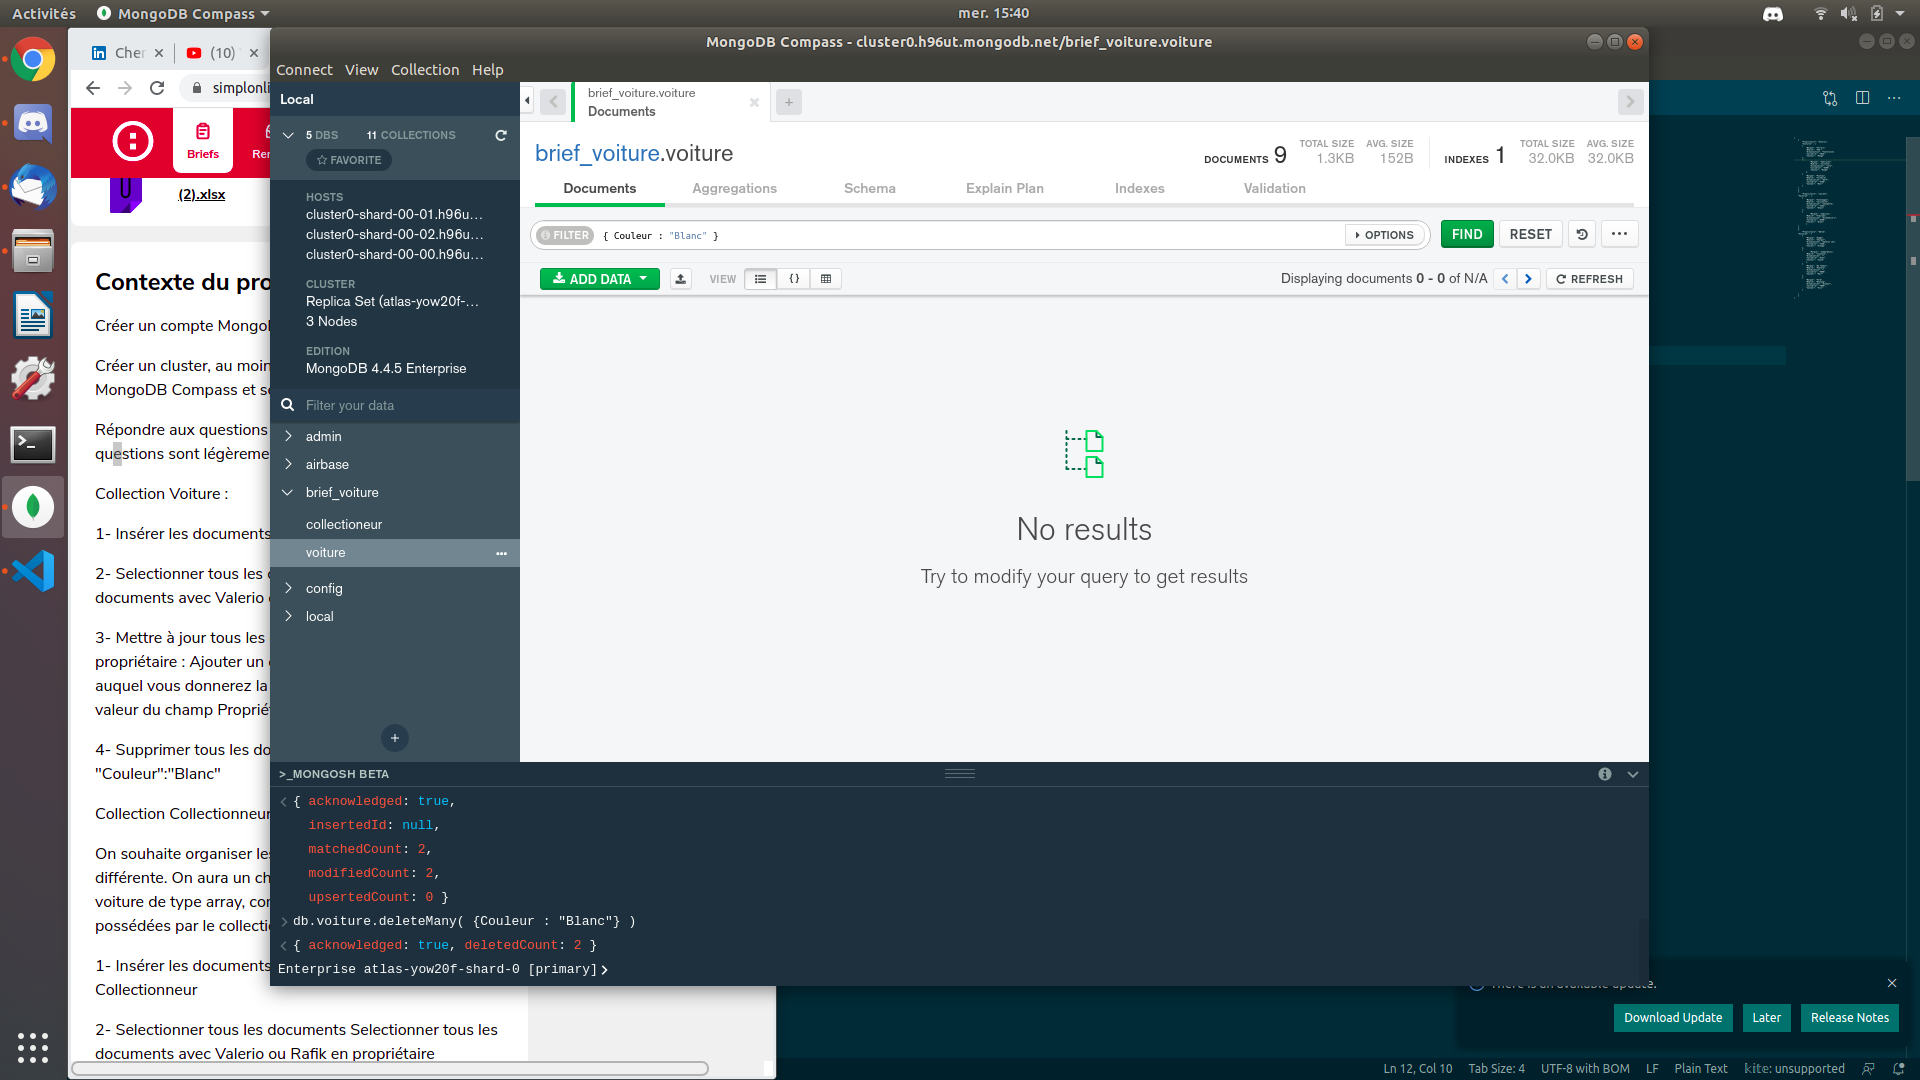 Activités
MongoDB Compass
mer. 15:40
MongoDB Compass - cluster0.h96ut.mongodb.net/brief_voiture.voiture
Connect View Collection Help
(10)
simplonli
Briefs
(2).xlsx
Contexte du pro
Créer un compte Mongo
Créer un cluster, au moin
MongoDB Compass et s
Répondre aux questions
questions sont légèreme
Collection Voiture :
1- Insérer les documents
2- Selectionner tous les
documents avec Valerio
3- Mettre à jour tous les
propriétaire : Ajouter un
auquel vous donnerez la
valeur du champ Proprié
4- Supprimer tous les do
"Couleur":"Blanc"
Collection Collectionneur
On souhaite organiser les
différente. On aura un ch
voiture de type array, con
possédées par le collecti
1- Insérer les documents
Collectionneur
2- Selectionner tous les documents Selectionner tous les
documents avec Valerio ou Rafik en propriétaire
Local
5 DBS 11 COLLECTIONS
FAVORITE
HOSTS
cluster0-shard-00-01.h96u...
cluster0-shard-00-02.h96u...
cluster0-shard-00-00.h96u...
CLUSTER
Replica Set (atlas-yow20f-...
3 Nodes
EDITION
MongoDB 4.4.5 Enterprise
Filter your data
admin
airbase
brief_voiture
collectioneur
voiture
config
local
brief_voiture.voiture
Documents
brief_voiture.voiture
DOCUMENTS 9 TOTAL SIZE 1.3KB AVG. SIZE 152B INDEXES 1 TOTAL SIZE 32.0KB AVG. SIZE 32.0KB
Documents Aggregations Schema Explain Plan Indexes Validation
FILTER { Couleur : "Blanc" } OPTIONS FIND RESET
ADD DATA VIEW Displaying documents 0 - 0 of N/A REFRESH
No results
Try to modify your query to get results
>_MONGOSH BETA
{ acknowledged: true,
insertedId: null,
matchedCount: 2,
modifiedCount: 2,
upsertedCount: 0 }
db.voiture.deleteMany( {Couleur : "Blanc"} )
{ acknowledged: true, deletedCount: 2 }
Enterprise atlas-yow20f-shard-0 [primary]
There is an available update.
Download Update Later Release Notes
Ln 12, Col 10 Tab Size: 4 UTF-8 with BOM LF Plain Text kite: unsupported